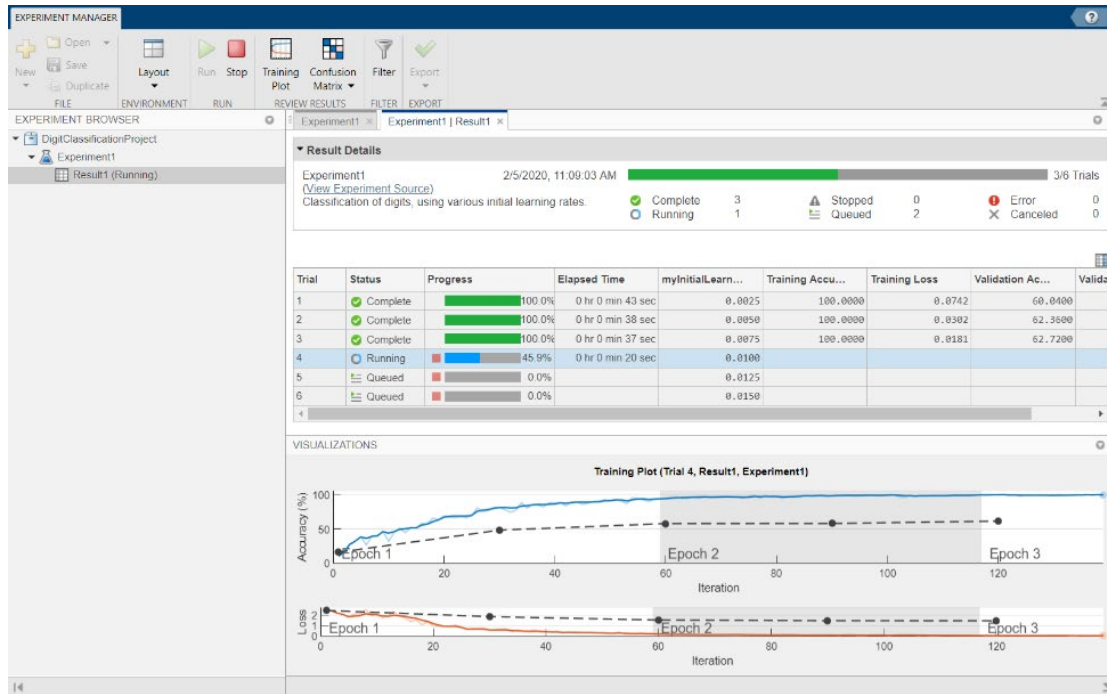 EXPERIMENT MANAGER
?
New
Open
Save
Duplicate
Layout
Run
Stop
Training Plot
Confusion Matrix
Filter
Export
FILE
ENVIRONMENT
RUN
REVIEW RESULTS
FILTER
EXPORT
EXPERIMENT BROWSER
DigitClassificationProject
Experiment1
Result1 (Running)
Experiment1 ×
Experiment1 | Result1 ×
Result Details
Experiment1 2/5/2020, 11:09:03 AM 3/6 Trials
(View Experiment Source)
Classification of digits, using various initial learning rates.
Complete 3 Stopped 0 Error 0
Running 1 Queued 2 Canceled 0
Trial Status Progress Elapsed Time myInitialLearn... Training Accu... Training Loss Validation Ac... Valida
1 Complete 100.0% 0 hr 0 min 43 sec 0.0025 100.0000 0.0742 60.0400
2 Complete 100.0% 0 hr 0 min 38 sec 0.0050 100.0000 0.0302 62.3600
3 Complete 100.0% 0 hr 0 min 37 sec 0.0075 100.0000 0.0181 62.7200
4 Running 45.9% 0 hr 0 min 20 sec 0.0100
5 Queued 0.0% 0.0125
6 Queued 0.0% 0.0150
VISUALIZATIONS
Training Plot (Trial 4, Result1, Experiment1)
Accuracy (%)
100
50
0
Epoch 1 Epoch 2 Epoch 3
0 20 40 60 80 100 120
Iteration
Loss
2
1
0
Epoch 1 Epoch 2 Epoch 3
0 20 40 60 80 100 120
Iteration